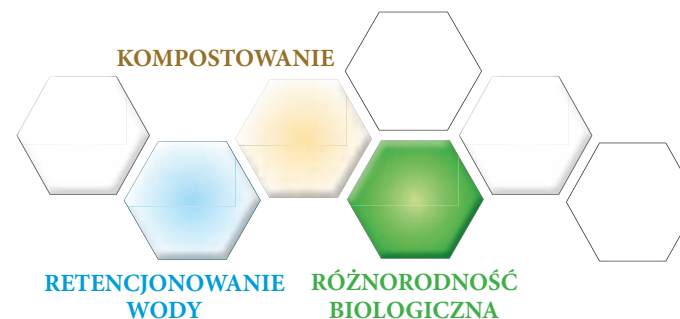 KOMPOSTOWANIE
RETENCJONOWANIE
WODY
RÓŻNORODNOŚĆ
BIOLOGICZNA